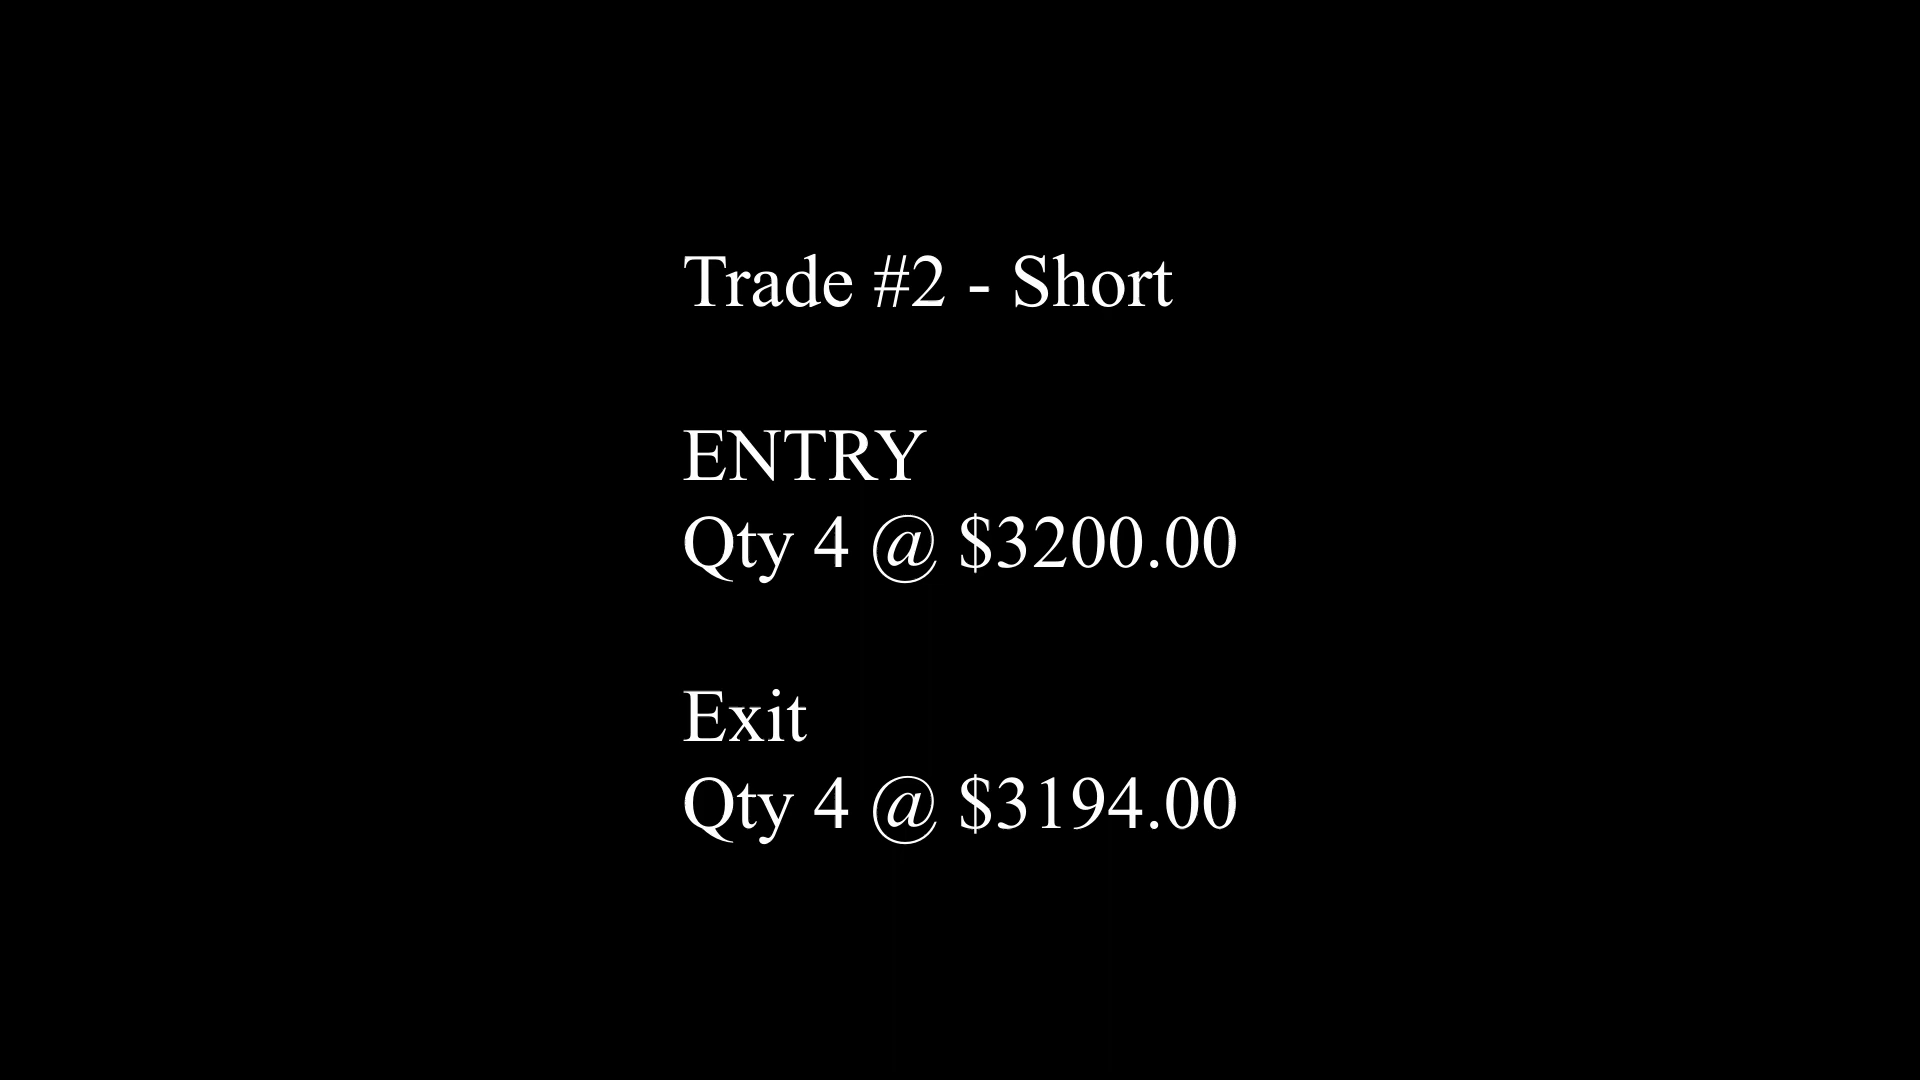 Trade #2 - Short
ENTRY
Qty 4 @ $3200.00
Exit
Qty 4 @ $3194.00